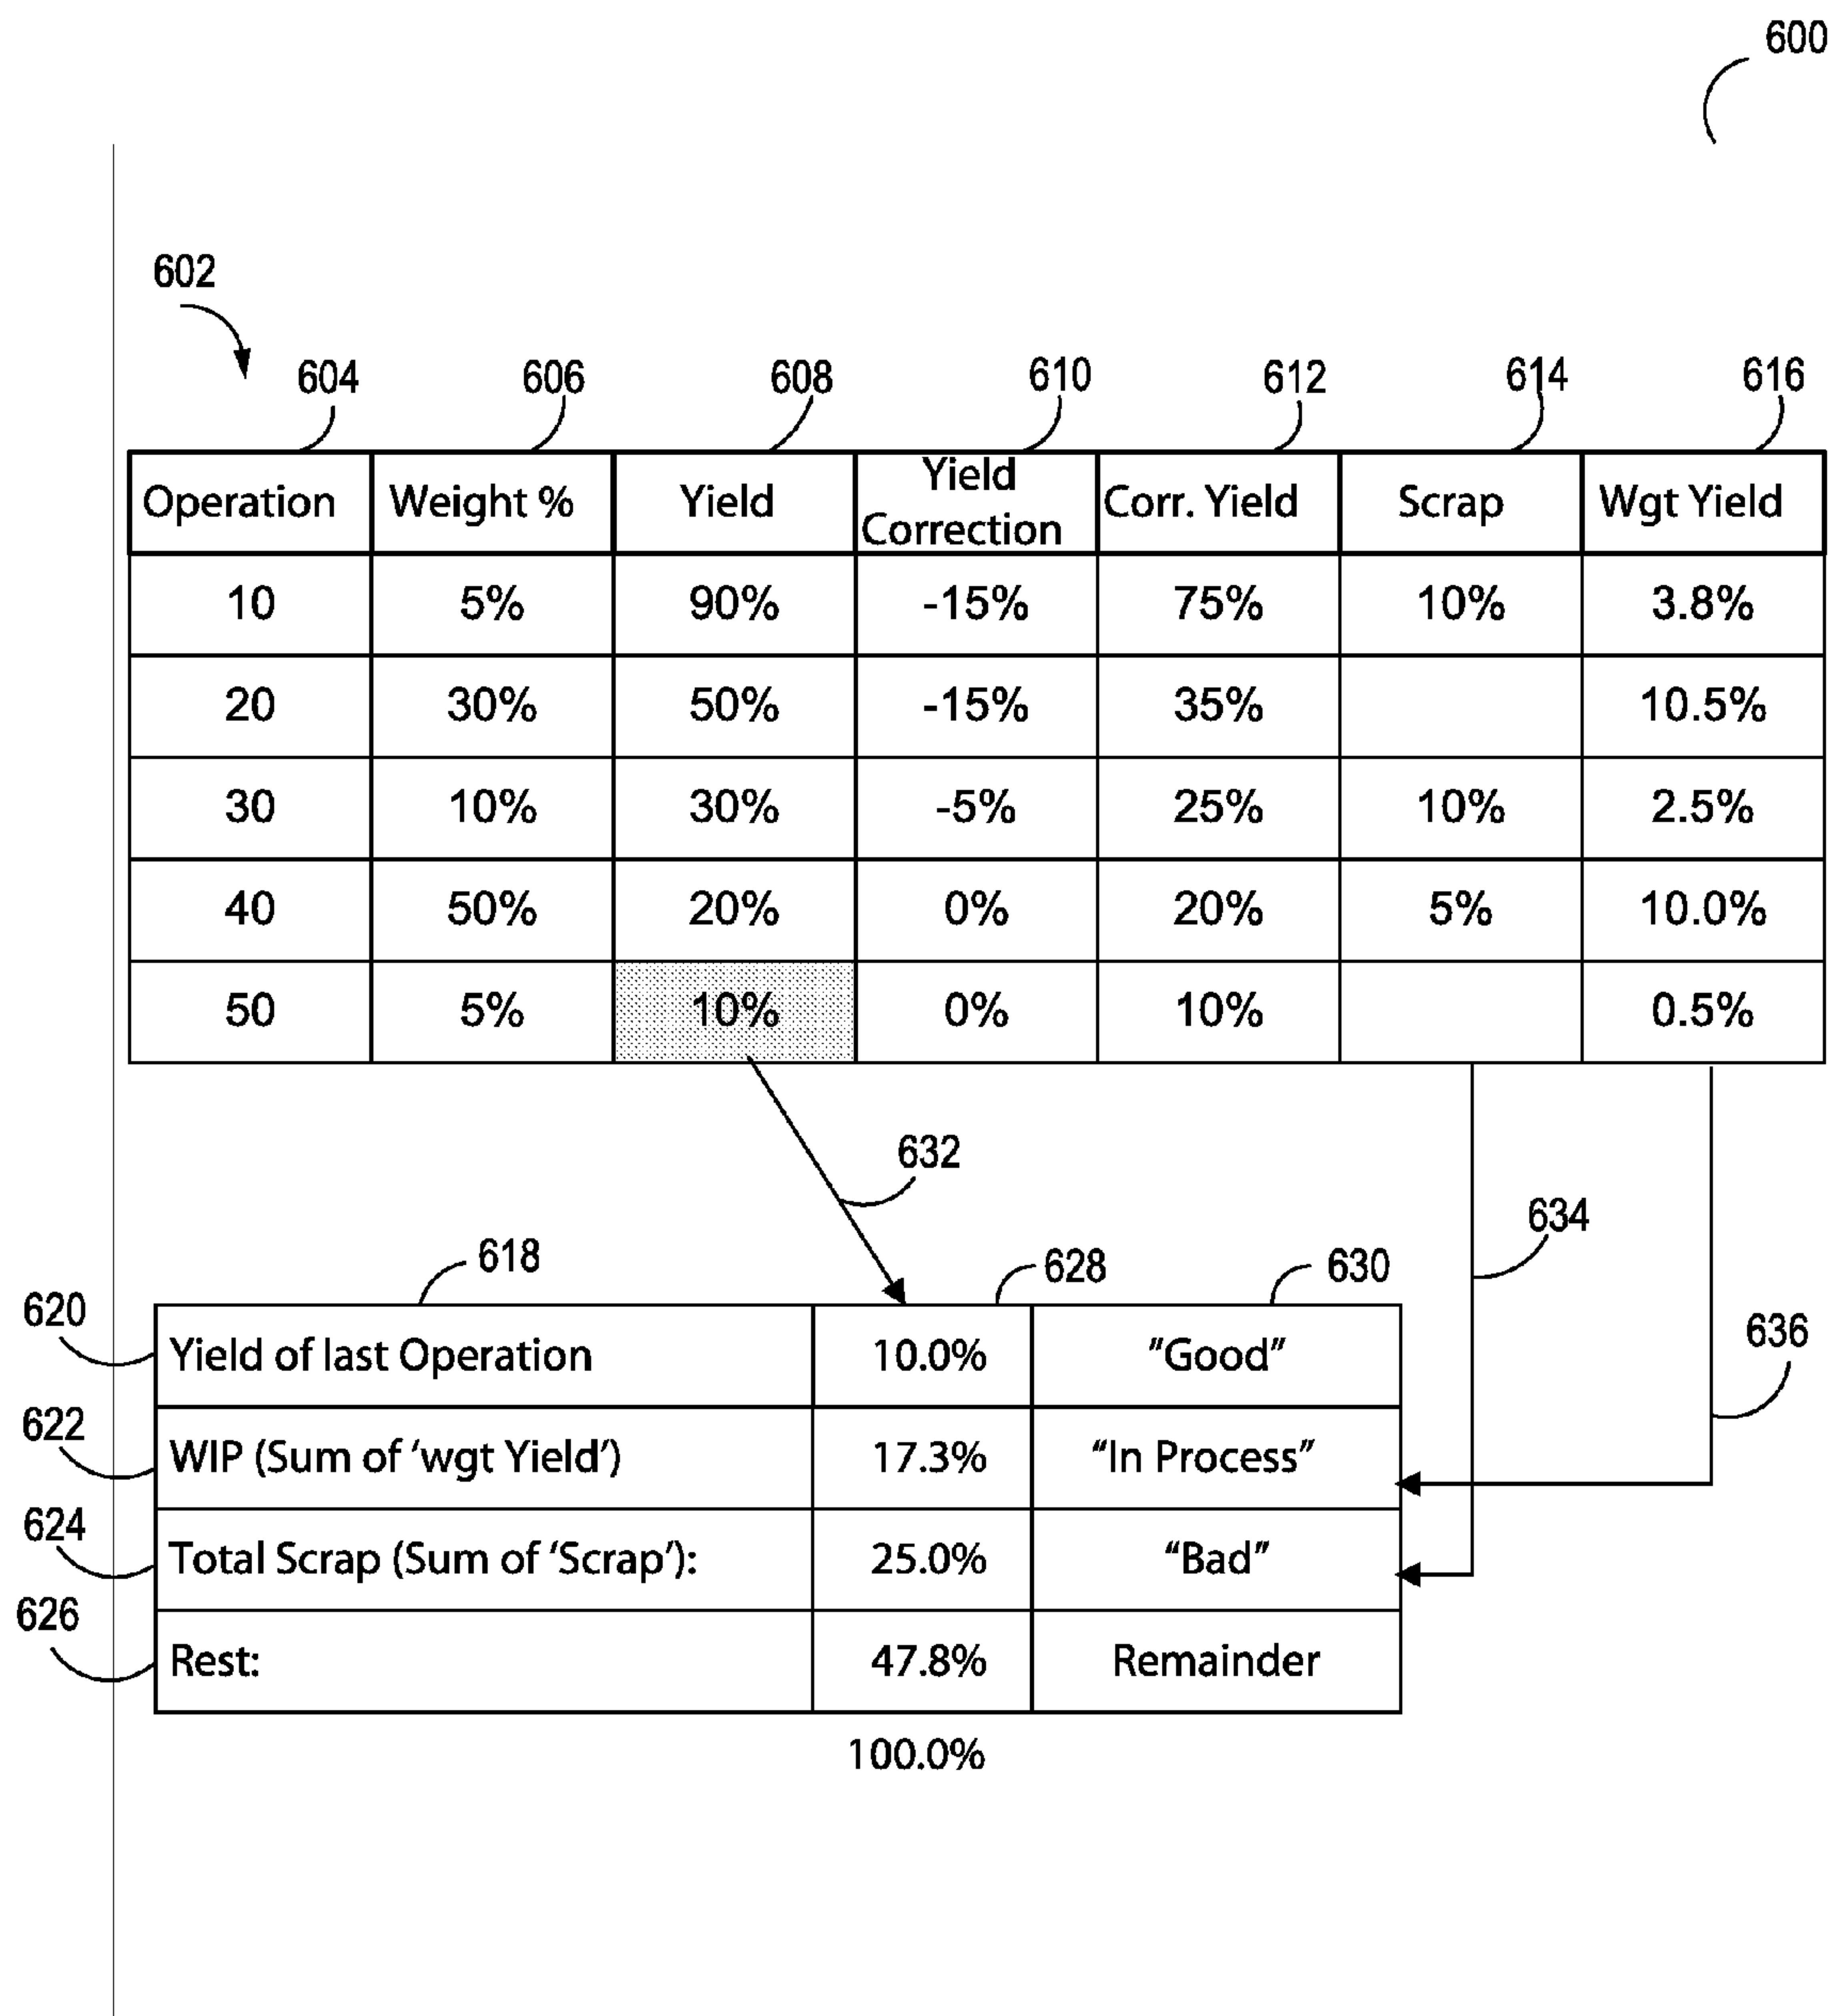 600
602
604 606 608 610 612 614 616
Operation Weight % Yield Yield Correction Corr. Yield Scrap Wgt Yield
10 5% 90% -15% 75% 10% 3.8%
20 30% 50% -15% 35% 10.5%
30 10% 30% -5% 25% 10% 2.5%
40 50% 20% 0% 20% 5% 10.0%
50 5% 10% 0% 10% 0.5%
632
634
618 628 630
620
636
Yield of last Operation 10.0% "Good"
622
WIP (Sum of ‘wgt Yield’) 17.3% “In Process”
624
Total Scrap (Sum of ‘Scrap’): 25.0% “Bad”
626
Rest: 47.8% Remainder
100.0%